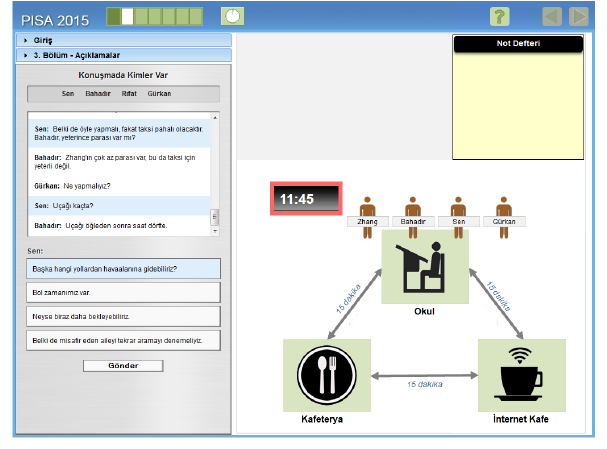 PISA 2015
?
Giriş
3. Bölüm - Açıklamalar
Konuşmada Kimler Var
Sen Bahadır Rıfat Gürkan
Sen: Belki de öyle yapmalı, fakat taksi pahalı olacaktır.
Bahadır, yeterince parası var mı?
Bahadır: Zhang'in çok az parası var, bu da taksi için
yeterli değil.
Gürkan: Ne yapmalıyız?
Sen: Uçağı kaçta?
Bahadır: Uçağı öğleden sonra saat dörtte.
Sen:
Başka hangi yollardan havaalanına gidebiliriz?
Bol zamanımız var.
Neyse biraz daha bekleyebiliriz.
Belki de misafir eden aileyi tekrar aramayı denemeliyiz.
Gönder
Not Defteri
11:45
Zhang Bahadır Sen Gürkan
Okul
15 dakika
15 dakika
15 dakika
Kafeterya
İnternet Kafe